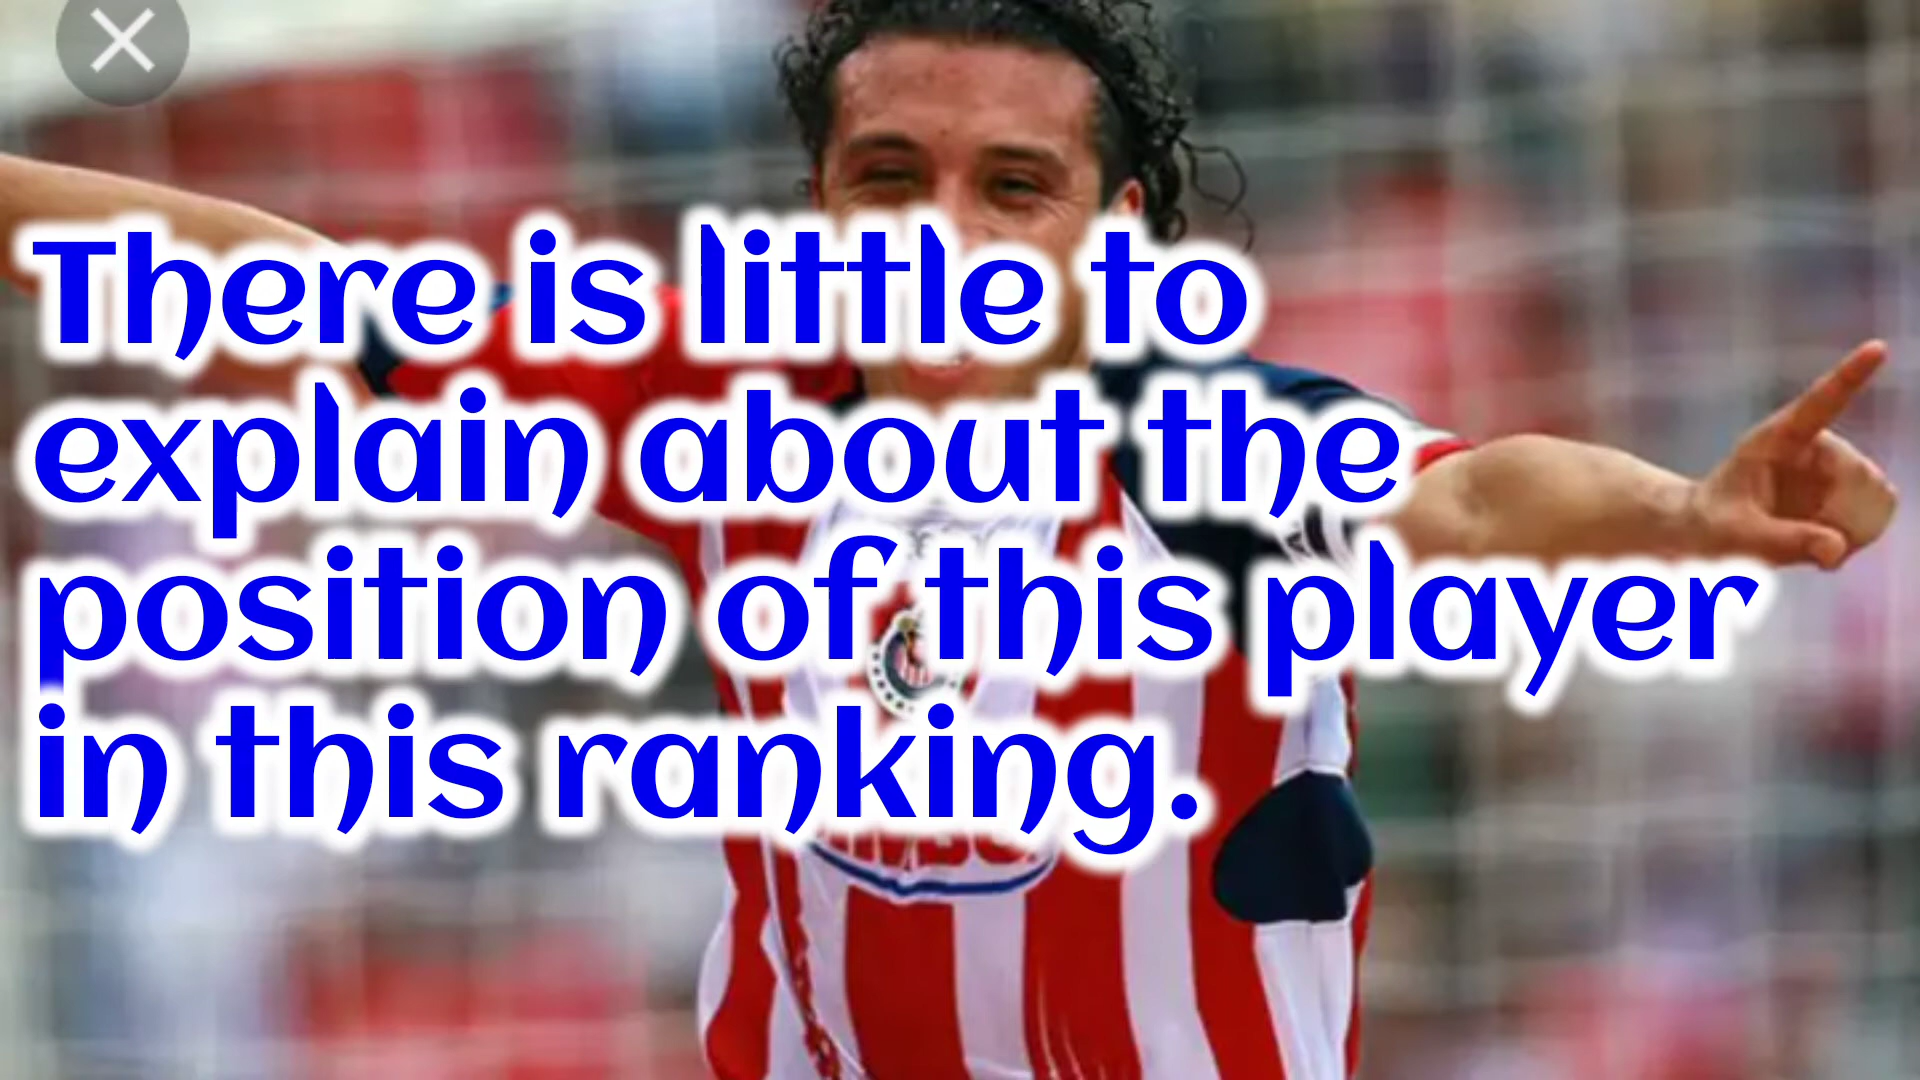 There is little to
explain about the
position of this player
in this ranking.